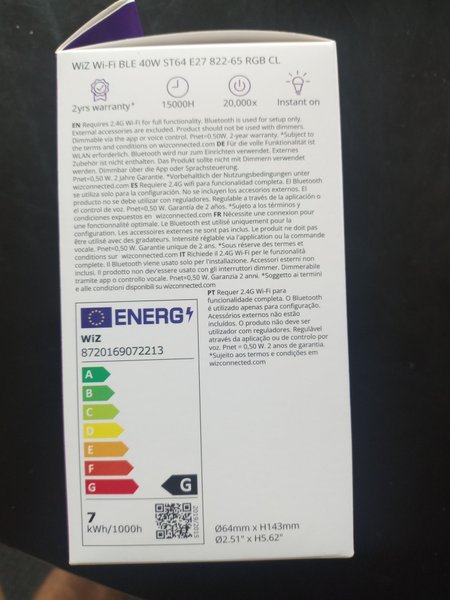 WiZ Wi-Fi BLE 40W ST64 E27 822-65 RGB CL
2yrs warranty* 15000H 20,000x Instant on
EN Requires 2.4G Wi-Fi for full functionality. Bluetooth is used for setup only.
External accessories are excluded. Product should not be used with dimmers.
Dimmable via the app or voice control. Pnet=0,50W. 2-year warranty. *Subject to
the terms and conditions on wizconnected.com DE Für die volle Funktionalität ist
WLAN erforderlich. Bluetooth wird nur zum Einrichten verwendet. Externes
Zubehör ist nicht enthalten. Das Produkt sollte nicht mit Dimmern verwendet
werden. Dimmbar über die App oder Sprachsteuerung.
Pnet=0,50 W. 2 Jahre Garantie. *Vorbehaltlich der Nutzungsbedingungen unter
wizconnected.com ES Requiere 2.4G wifi para funcionalidad completa. El Bluetooth
se utiliza solo para la configuración. No se incluyen los accesorios externos. El
producto no se debe utilizar con reguladores. Regulable a través de la aplicación o
el control de voz. Pnet=0,50 W. Garantía de 2 años. *Sujeto a los términos y
condiciones expuestos en wizconnected.com FR Nécessite une connexion pour
une fonctionnalité optimale. Le Bluetooth est utilisé uniquement pour la
configuration. Les accessoires externes ne sont pas inclus. Le produit ne doit pas
être utilisé avec des gradateurs. Intensité réglable via l'application ou la commande
vocale. Pnet=0,50 W. Garantie unique de 2 ans. *Sous réserve des termes et
conditions sur wizconnected.com IT Richiede il 2.4G Wi-Fi per le funzionalità
complete. Il Bluetooth viene usato solo per l'installazione. Accessori esterni non
inclusi. Il prodotto non dev'essere usato con gli interruttori dimmer. Dimmerabile
tramite app o controllo vocale. Pnet=0,50 W. Garanzia 2 anni. *Soggetto ai termini
e alle condizioni disponibili su wizconnected.com
PT Requer 2.4G Wi-Fi para
funcionalidade completa. O Bluetooth
é utilizado apenas para configuração.
Acessórios externos não estão
incluídos. O produto não deve ser
utilizado com reguladores. Regulável
através da aplicação ou de controlo por
voz. Pnet = 0,50 W. 2 anos de garantia.
*Sujeito aos termos e condições em
wizconnected.com
ENERG
WiZ
8720169072213
A
B
C
D
E
F
G
G
7
kWh/1000h
2019/2015
Ø64mm x H143mm
Ø2.51" x H5.62"